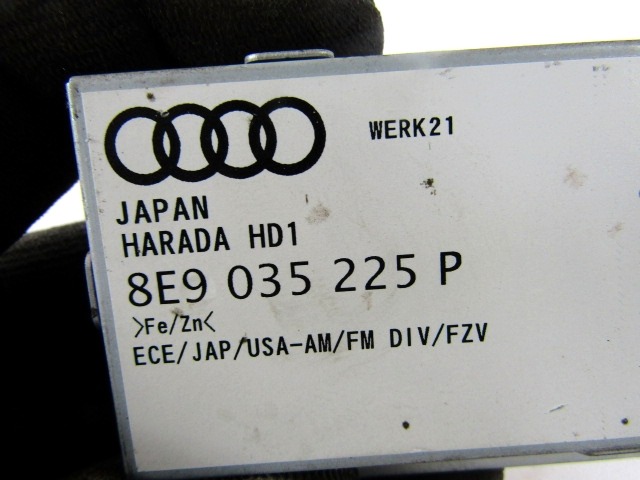 WERK21
JAPAN
HARADA HD1
8E9 035 225 P
>Fe/Zn<
ECE/JAP/USA-AM/FM DIV/FZV